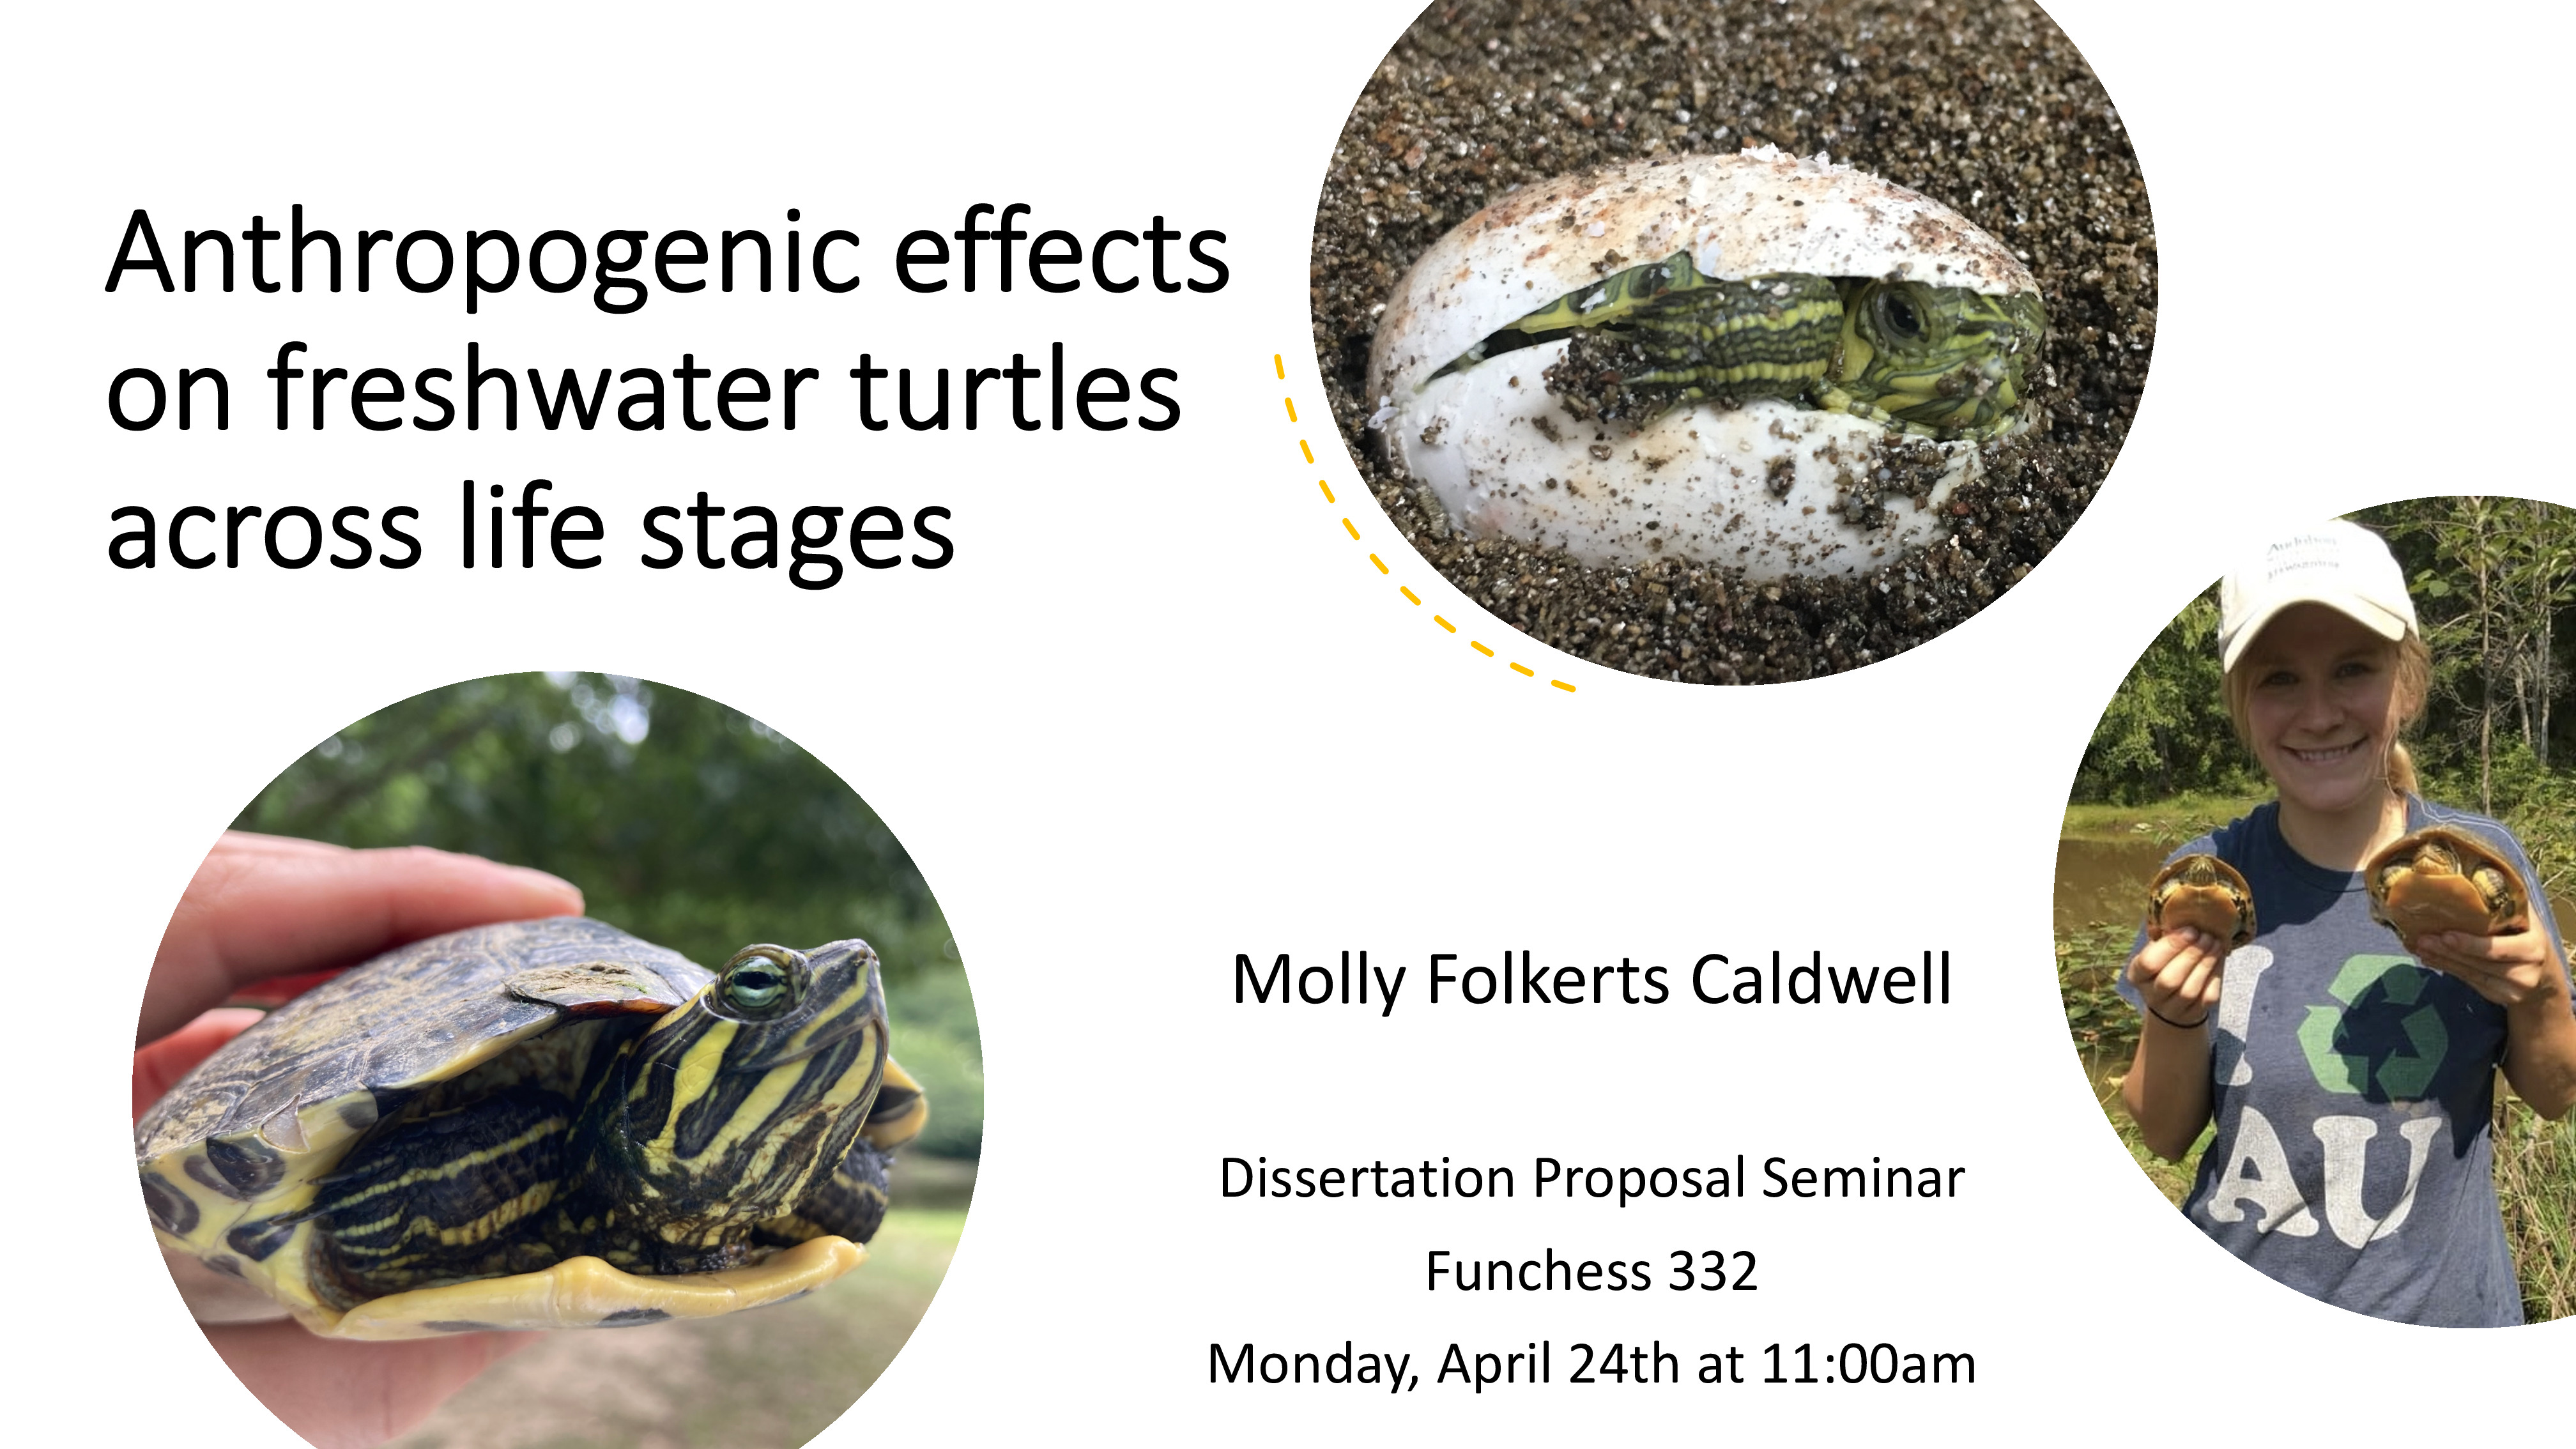 Anthropogenic effects
on freshwater turtles
across life stages
Audubon
Molly Folkerts Caldwell
I
AU
Dissertation Proposal Seminar
Funchess 332
Monday, April 24th at 11:00am